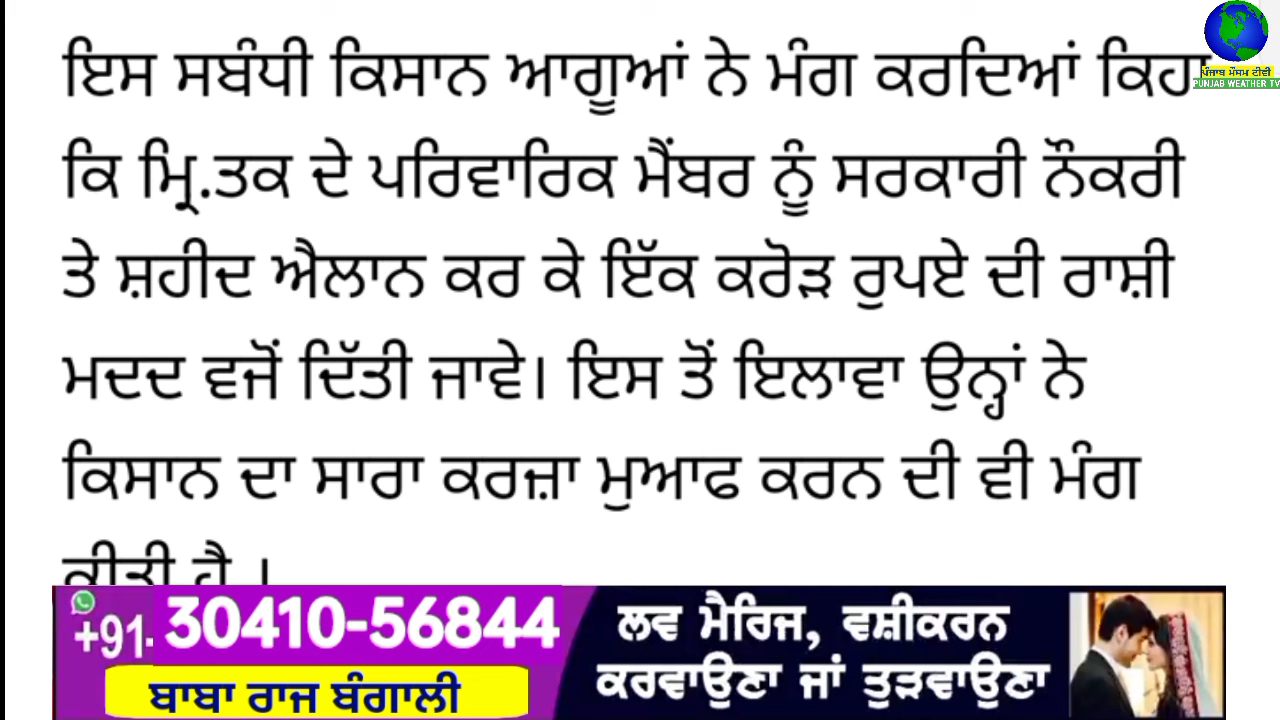 ਇਸ ਸਬੰਧੀ ਕਿਸਾਨ ਆਗੂਆਂ ਨੇ ਮੰਗ ਕਰਦਿਆਂ ਕਿਹਾ
ਕਿ ਮ੍ਰਿ.ਤਕ ਦੇ ਪਰਿਵਾਰਿਕ ਮੈਂਬਰ ਨੂੰ ਸਰਕਾਰੀ ਨੌਕਰੀ
ਤੇ ਸ਼ਹੀਦ ਐਲਾਨ ਕਰ ਕੇ ਇੱਕ ਕਰੋੜ ਰੁਪਏ ਦੀ ਰਾਸ਼ੀ
ਮਦਦ ਵਜੋਂ ਦਿੱਤੀ ਜਾਵੇ। ਇਸ ਤੋਂ ਇਲਾਵਾ ਉਨ੍ਹਾਂ ਨੇ
ਕਿਸਾਨ ਦਾ ਸਾਰਾ ਕਰਜ਼ਾ ਮੁਆਫ ਕਰਨ ਦੀ ਵੀ ਮੰਗ
ਕੀਤੀ ਹੈ ।
ਪੰਜਾਬ ਮੌਸਮ ਟੀਵੀ
PUNJAB WEATHER TV
+91. 30410-56844
ਬਾਬਾ ਰਾਜ ਬੰਗਾਲੀ
ਲਵ ਮੈਰਿਜ, ਵਸ਼ੀਕਰਨ
ਕਰਵਾਉਣਾ ਜਾਂ ਤੁੜਵਾਉਣਾ